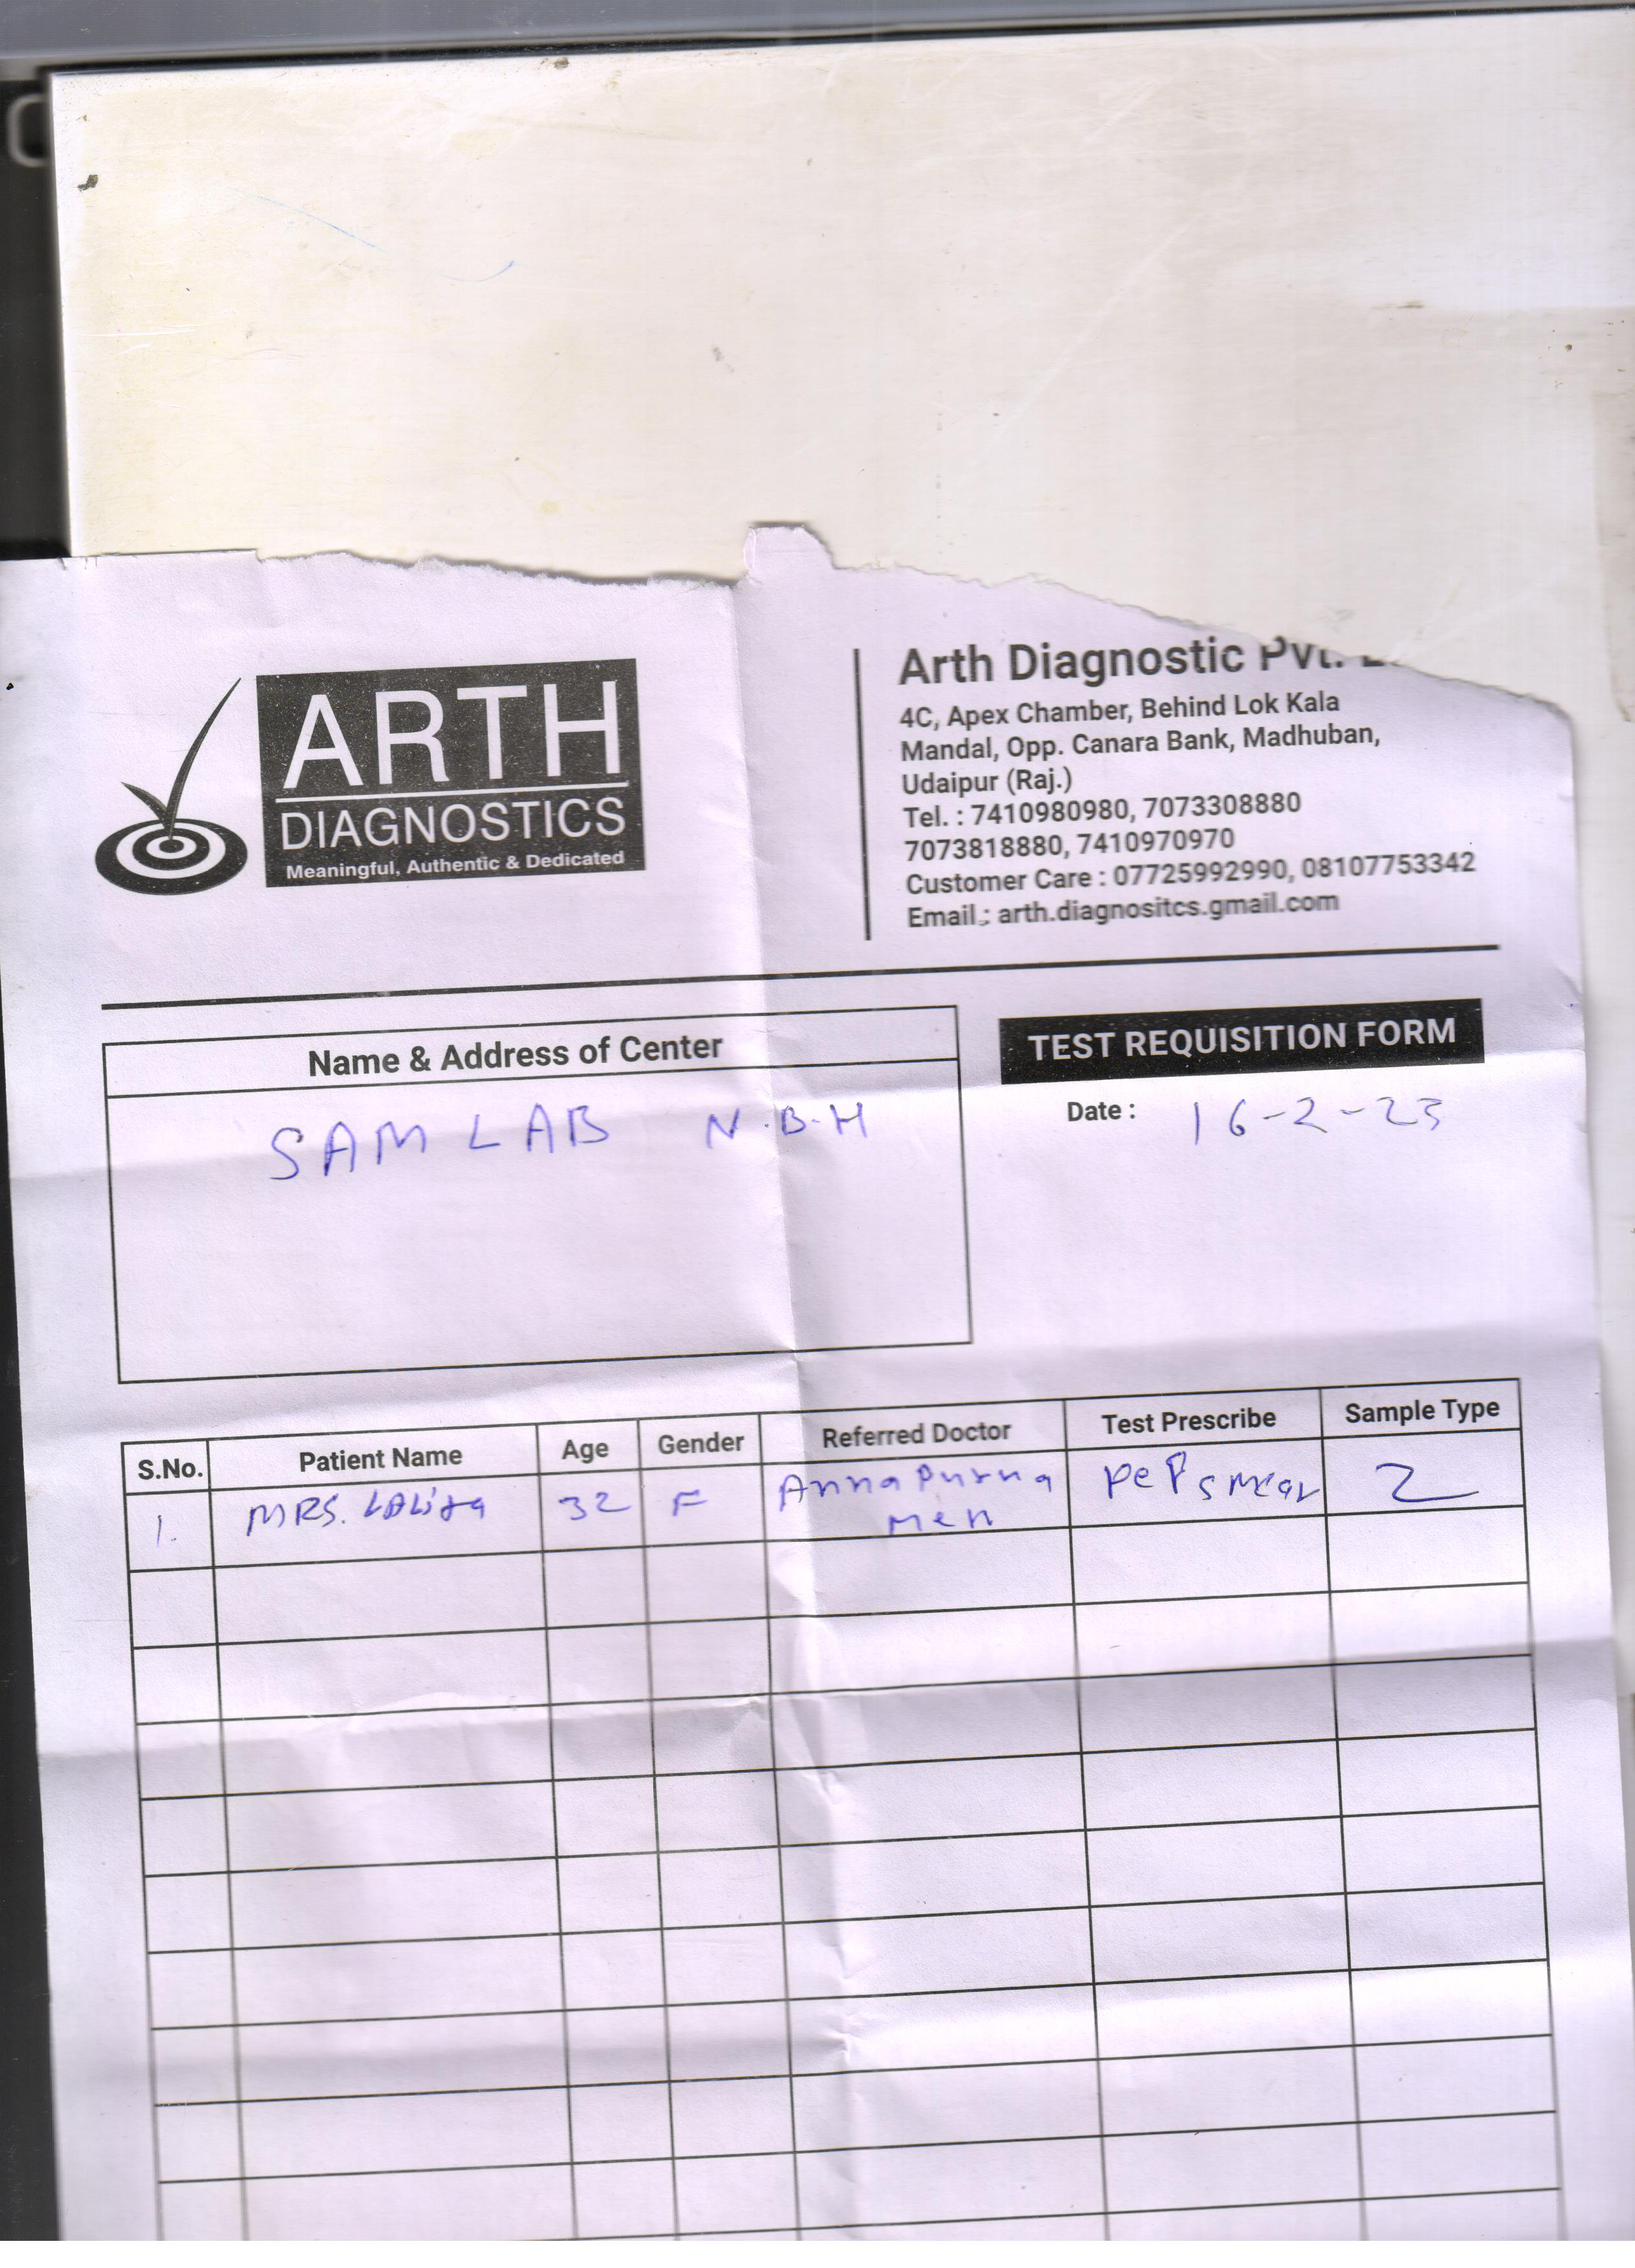 ARTH
DIAGNOSTICS
Meaningful, Authentic & Dedicated
Arth Diagnostic Pvt.
4C, Apex Chamber, Behind Lok Kala
Mandal, Opp. Canara Bank, Madhuban,
Udaipur (Raj.)
Tel. : 7410980980, 7073308880
7073818880, 7410970970
Customer Care : 07725992990, 08107753342
Email : arth.diagnositcs.gmail.com
Name & Address of Center
SAM LAB N.B.H
TEST REQUISITION FORM
Date : 16-2-23
S.No. Patient Name Age Gender Referred Doctor Test Prescribe Sample Type
1. MRS. LALita 32 F Annapurna PeP smear 2